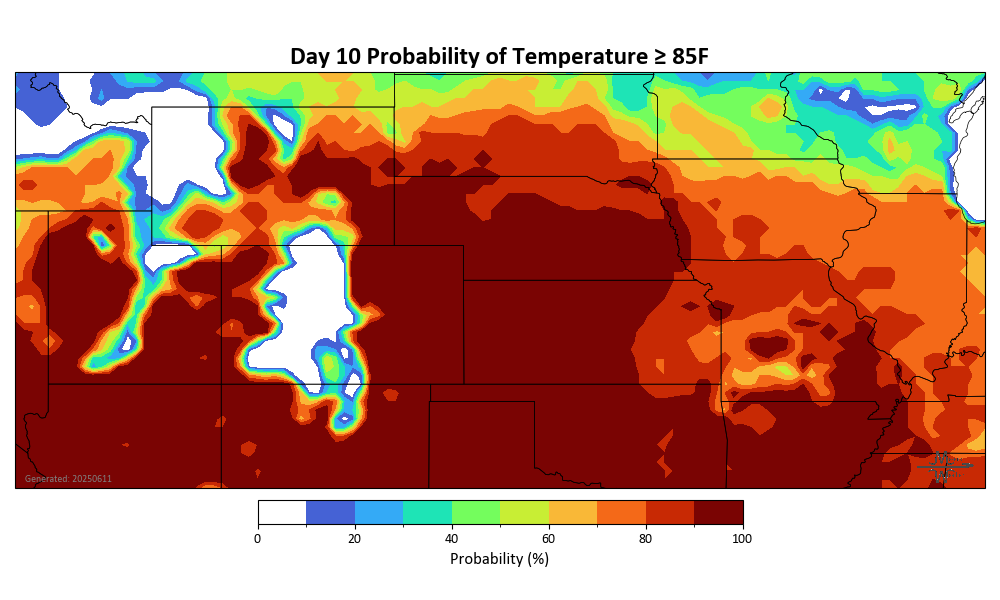 Day 10 Probability of Temperature ≥ 85F
Generated: 20250611
0 20 40 60 80 100
Probability (%)